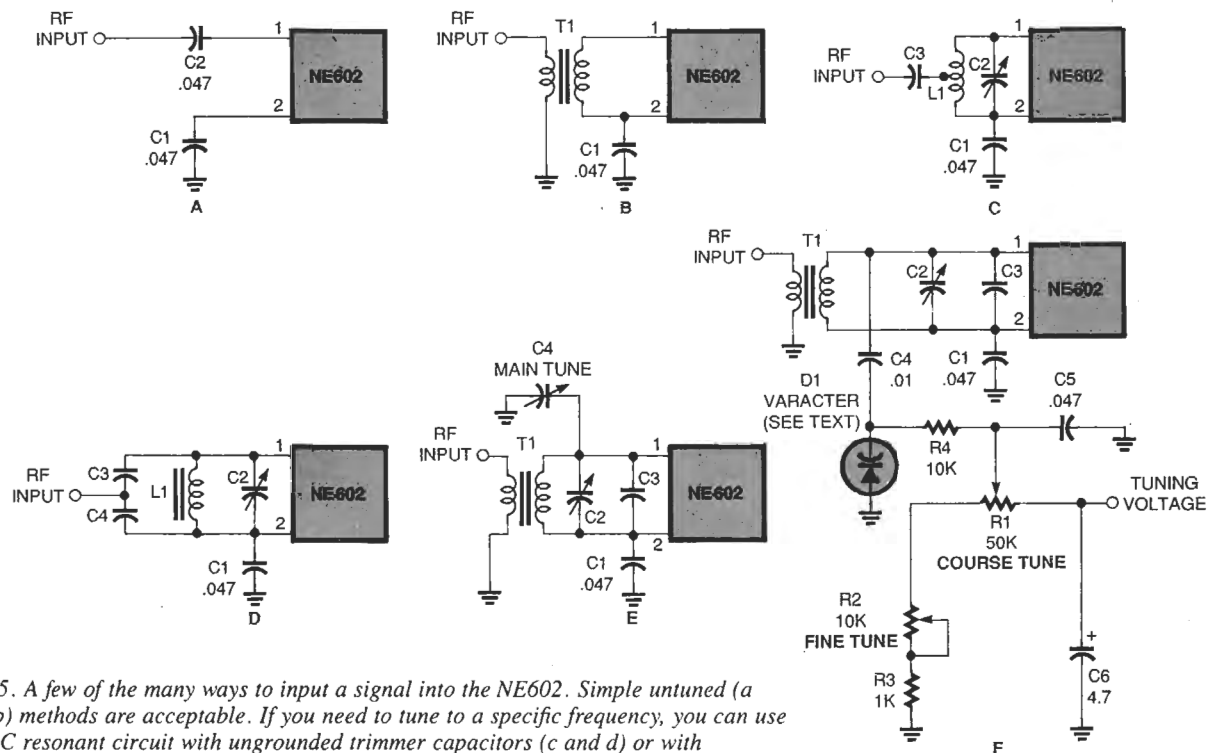 RF
INPUT
C2
.047
1
2
NE602
C1
.047
A
RF
INPUT
T1
1
2
NE602
C1
.047
B
RF
INPUT
C3
L1
C2
1
2
NE602
C1
.047
C
RF
INPUT
C3
C4
L1
C2
1
2
NE602
C1
.047
D
C4
MAIN TUNE
RF
INPUT
T1
C2
C3
1
2
NE602
C1
.047
E
RF
INPUT
T1
C2
C3
1
2
NE602
C4
.01
C1
.047
D1
VARACTER
(SEE TEXT)
R4
10K
C5
.047
TUNING
VOLTAGE
R1
50K
COURSE TUNE
R2
10K
FINE TUNE
R3
1K
+
C6
4.7
F
5. A few of the many ways to input a signal into the NE602. Simple untuned (a
) methods are acceptable. If you need to tune to a specific frequency, you can use
C resonant circuit with ungrounded trimmer capacitors (c and d) or with